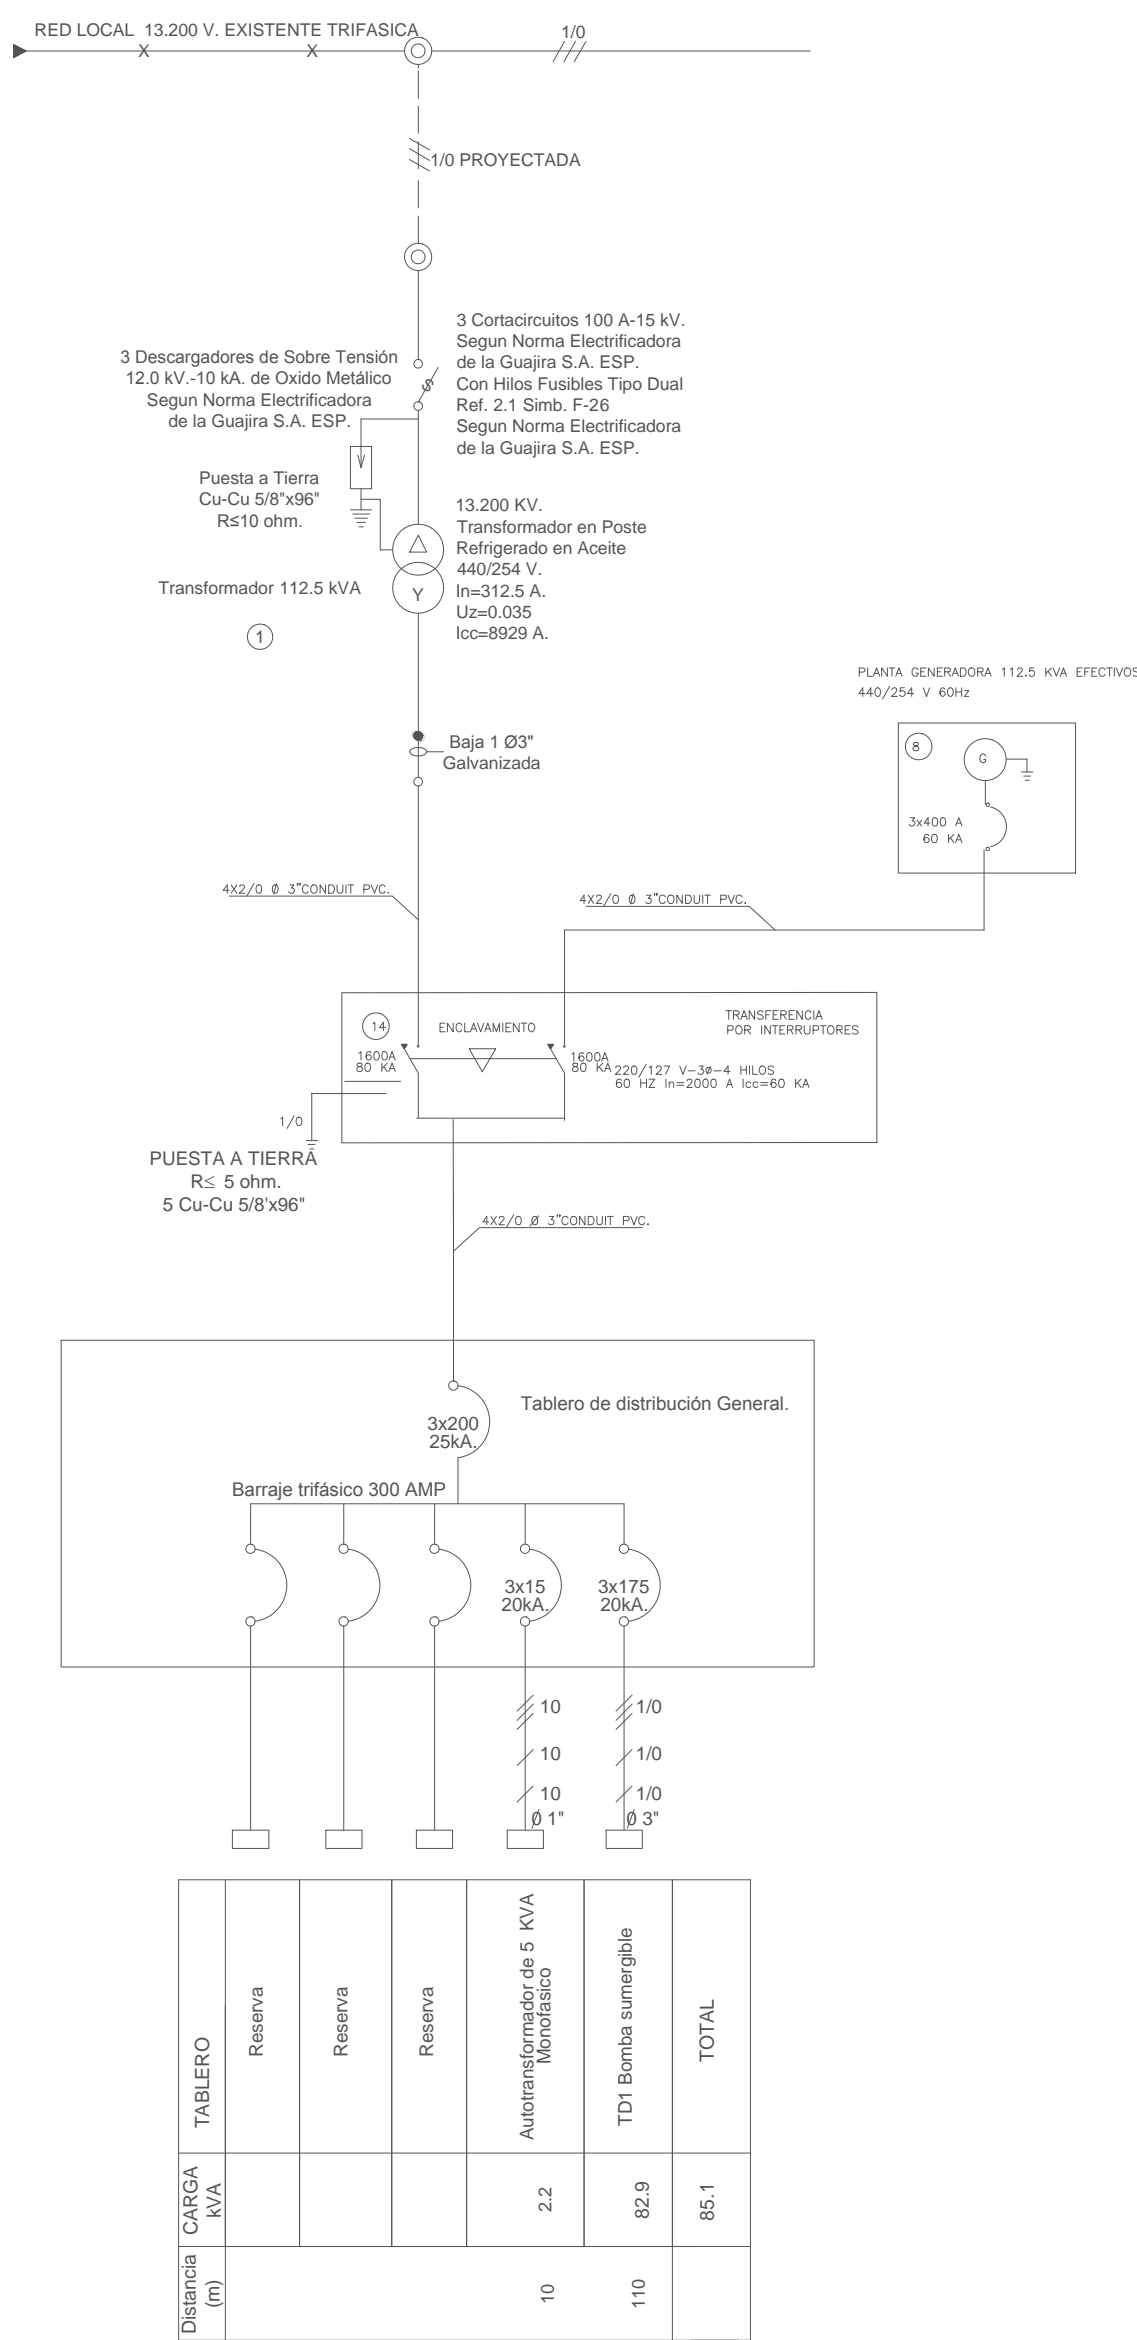 RED LOCAL 13.200 V. EXISTENTE TRIFASICA
1/0
X
X
1/0 PROYECTADA
3 Cortacircuitos 100 A-15 kV.
Segun Norma Electrificadora
de la Guajira S.A. ESP.
Con Hilos Fusibles Tipo Dual
Ref. 2.1 Simb. F-26
Segun Norma Electrificadora
de la Guajira S.A. ESP.
3 Descargadores de Sobre Tensión
12.0 kV.-10 kA. de Oxido Metálico
Segun Norma Electrificadora
de la Guajira S.A. ESP.
S
Puesta a Tierra
Cu-Cu 5/8"x96"
R≤10 ohm.
13.200 KV.
Transformador en Poste
Refrigerado en Aceite
440/254 V.
In=312.5 A.
Uz=0.035
Icc=8929 A.
Transformador 112.5 kVA
Y
1
PLANTA GENERADORA 112.5 KVA EFECTIVOS
440/254 V 60Hz
8
G
3x400 A
60 KA
Baja 1 Ø3"
Galvanizada
4X2/0 Ø 3"CONDUIT PVC.
4X2/0 Ø 3"CONDUIT PVC.
14
ENCLAVAMIENTO
TRANSFERENCIA
POR INTERRUPTORES
1600A
80 KA
1600A
80 KA
220/127 V-3ø-4 HILOS
60 HZ In=2000 A Icc=60 KA
1/0
PUESTA A TIERRA
R≤ 5 ohm.
5 Cu-Cu 5/8'x96"
4X2/0 Ø 3"CONDUIT PVC.
Tablero de distribución General.
3x200
25kA.
Barraje trifásico 300 AMP
3x15
20kA.
3x175
20kA.
10
1/0
10
1/0
10
1/0
Ø 1"
Ø 3"
TABLERO
Reserva
Reserva
Reserva
Autotransformador de 5 KVA
Monofasico
TD1 Bomba sumergible
TOTAL
CARGA
kVA
2.2
82.9
85.1
Distancia
(m)
10
110